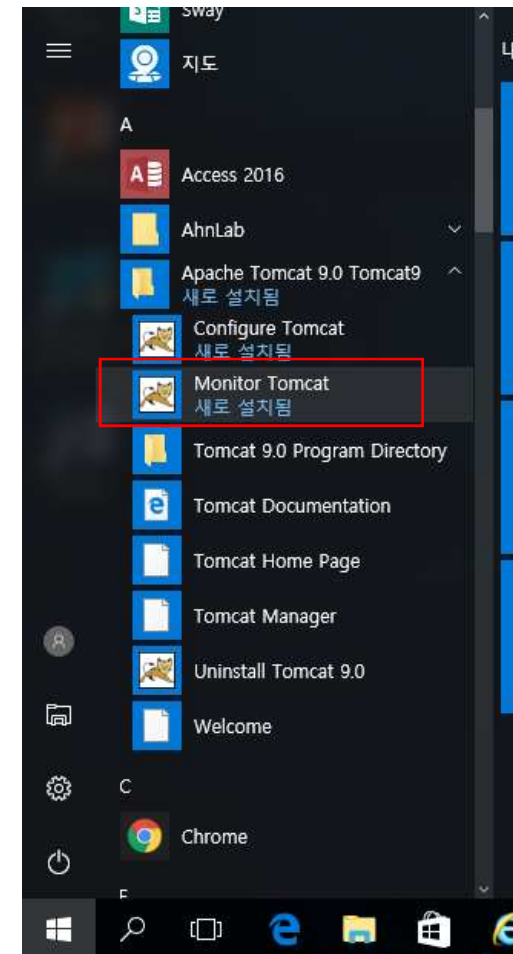 Sway
지도
A
Access 2016
AhnLab
Apache Tomcat 9.0 Tomcat9
새로 설치됨
Configure Tomcat
새로 설치됨
Monitor Tomcat
새로 설치됨
Tomcat 9.0 Program Directory
Tomcat Documentation
Tomcat Home Page
Tomcat Manager
Uninstall Tomcat 9.0
Welcome
C
Chrome